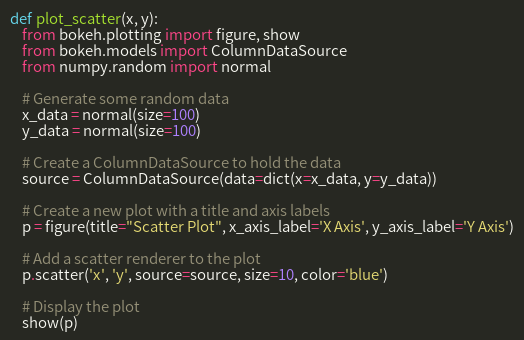 def plot_scatter(x, y):
    from bokeh.plotting import figure, show
    from bokeh.models import ColumnDataSource
    from numpy.random import normal

    # Generate some random data
    x_data = normal(size=100)
    y_data = normal(size=100)

    # Create a ColumnDataSource to hold the data
    source = ColumnDataSource(data=dict(x=x_data, y=y_data))

    # Create a new plot with a title and axis labels
    p = figure(title="Scatter Plot", x_axis_label='X Axis', y_axis_label='Y Axis')

    # Add a scatter renderer to the plot
    p.scatter('x', 'y', source=source, size=10, color='blue')

    # Display the plot
    show(p)